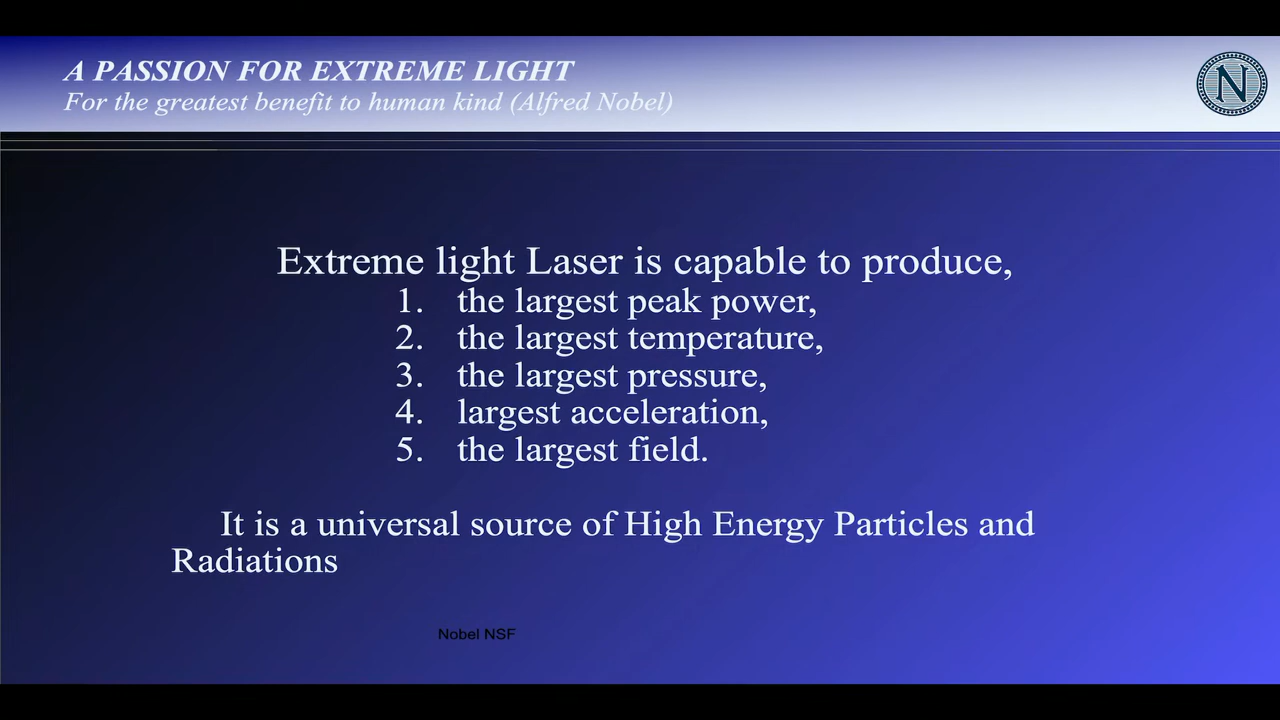 A PASSION FOR EXTREME LIGHT
For the greatest benefit to human kind (Alfred Nobel)
N
Extreme light Laser is capable to produce,
1. the largest peak power,
2. the largest temperature,
3. the largest pressure,
4. largest acceleration,
5. the largest field.
It is a universal source of High Energy Particles and
Radiations
Nobel NSF